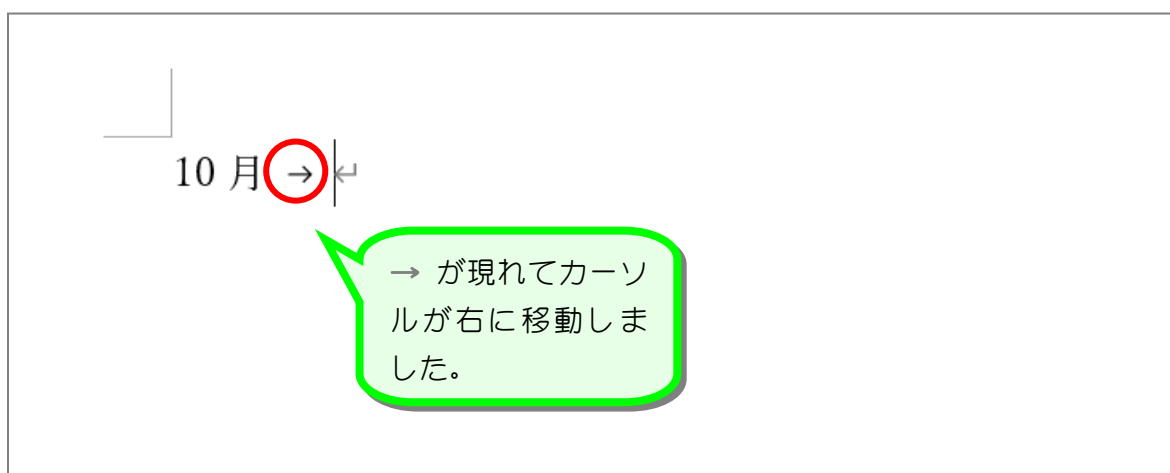 10 月 → ↵
→ が現れてカーソ
ルが右に移動しま
した。